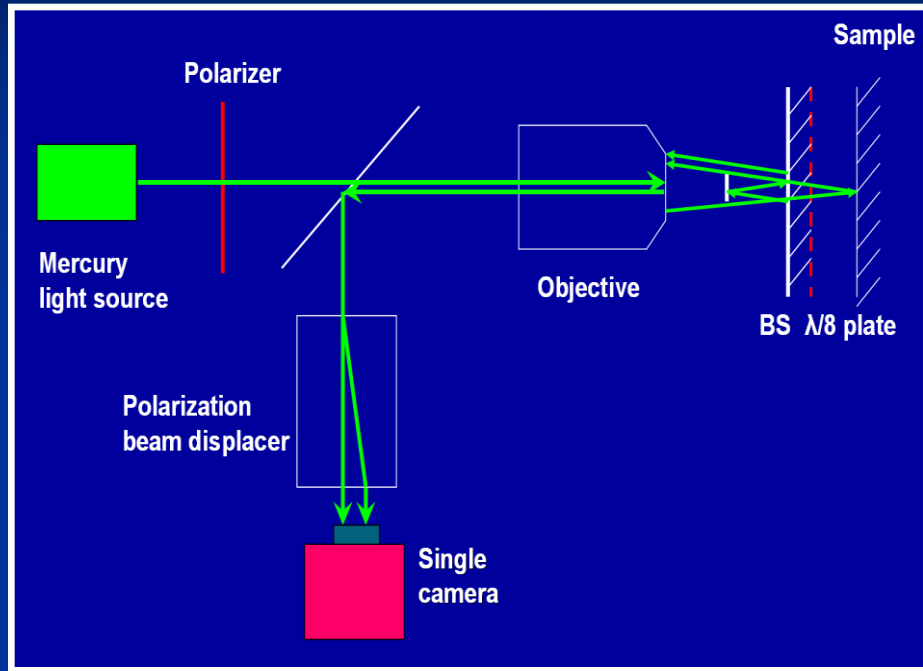 Sample
Polarizer
Mercury
light source
Objective
BS λ/8 plate
Polarization
beam displacer
Single
camera